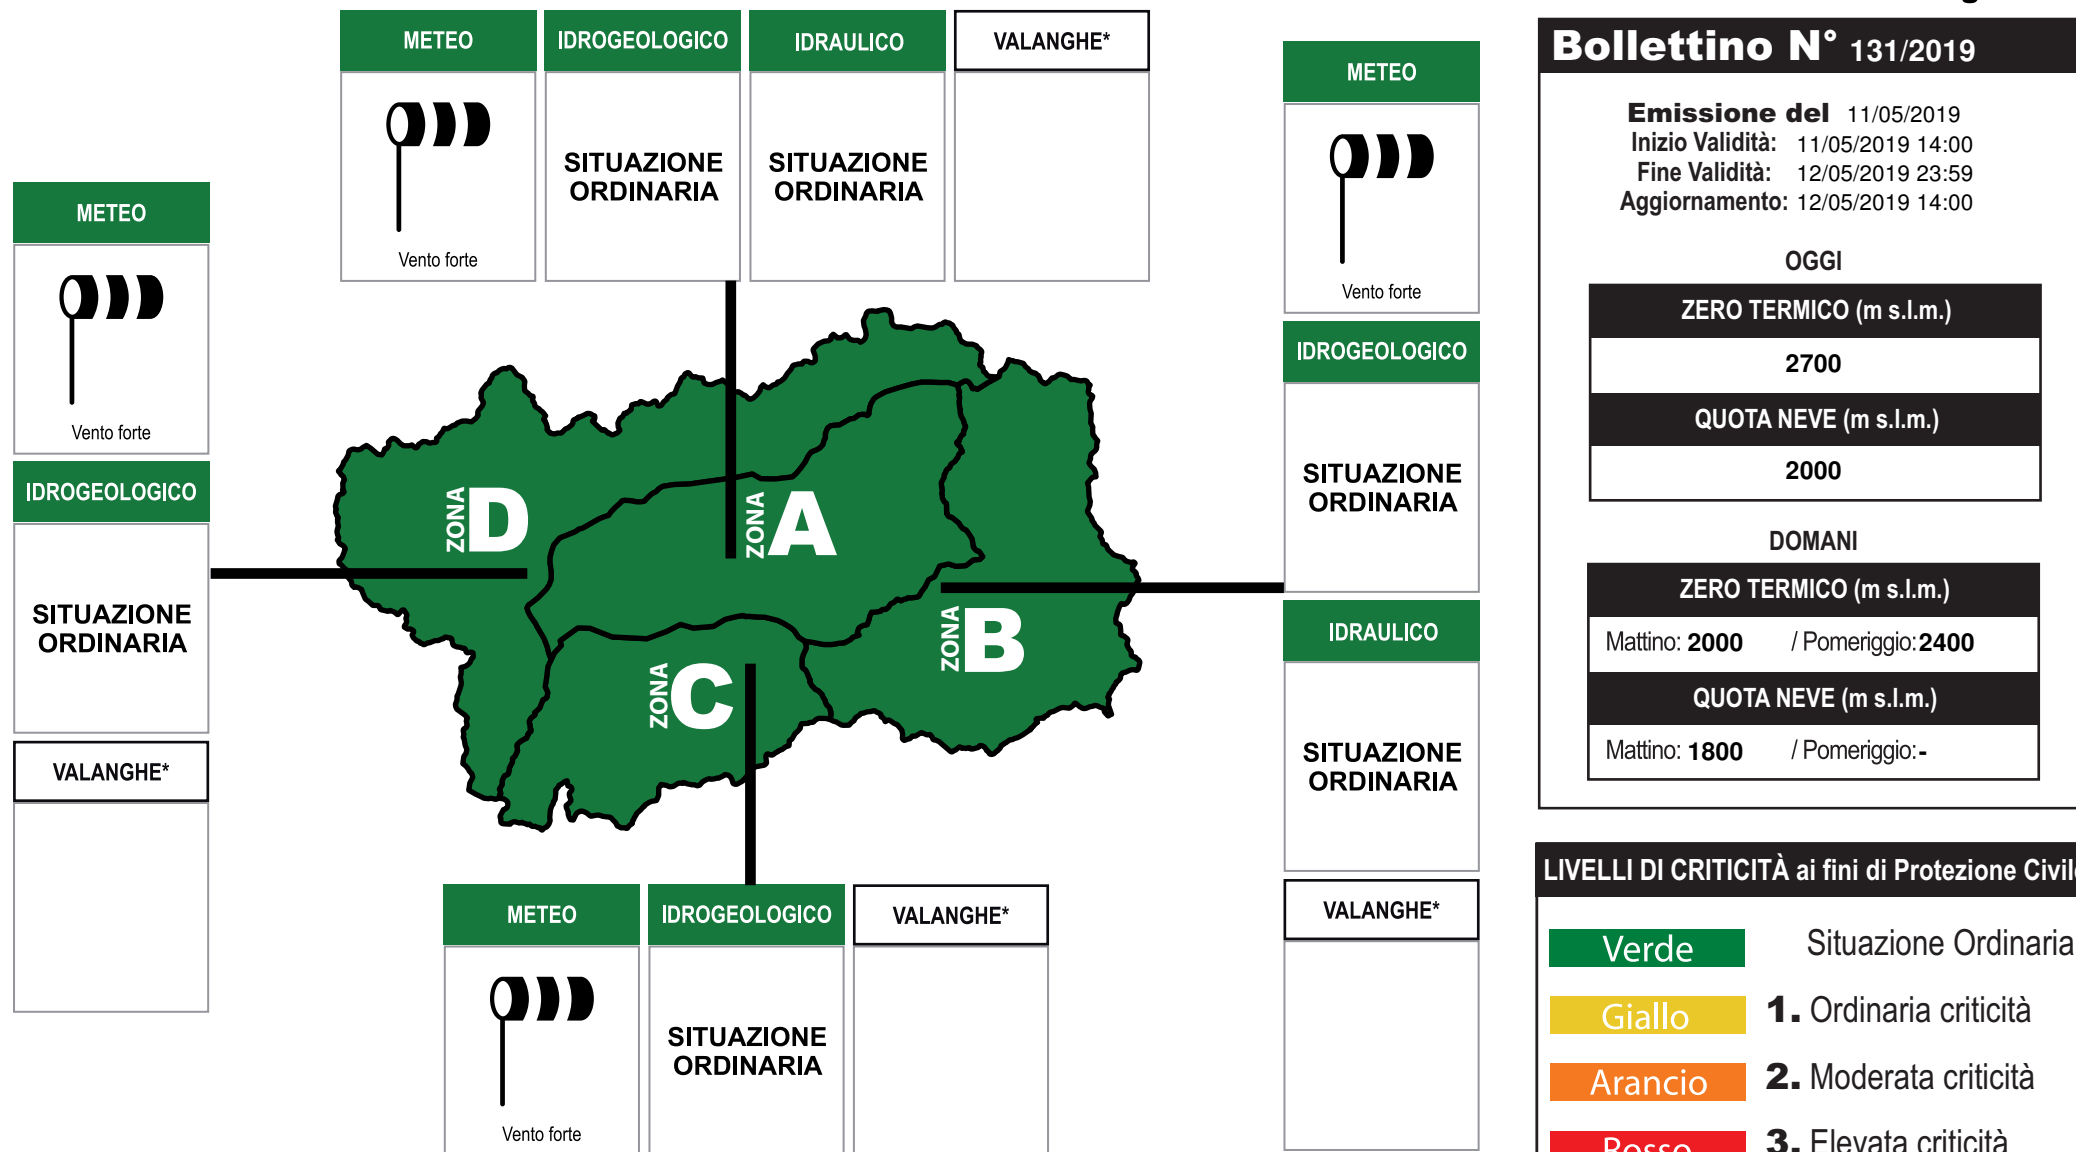 METEO
IDROGEOLOGICO
IDRAULICO
VALANGHE*
Vento forte
SITUAZIONE
ORDINARIA
SITUAZIONE
ORDINARIA
METEO
Vento forte
IDROGEOLOGICO
SITUAZIONE
ORDINARIA
VALANGHE*
METEO
Vento forte
IDROGEOLOGICO
SITUAZIONE
ORDINARIA
IDRAULICO
SITUAZIONE
ORDINARIA
VALANGHE*
ZONA D
ZONA A
ZONA B
ZONA C
METEO
IDROGEOLOGICO
VALANGHE*
Vento forte
SITUAZIONE
ORDINARIA
Bollettino N° 131/2019
Emissione del 11/05/2019
Inizio Validità: 11/05/2019 14:00
Fine Validità: 12/05/2019 23:59
Aggiornamento: 12/05/2019 14:00
OGGI
ZERO TERMICO (m s.l.m.)
2700
QUOTA NEVE (m s.l.m.)
2000
DOMANI
ZERO TERMICO (m s.l.m.)
Mattino: 2000 / Pomeriggio: 2400
QUOTA NEVE (m s.l.m.)
Mattino: 1800 / Pomeriggio: -
LIVELLI DI CRITICITÀ ai fini di Protezione Civile
Verde Situazione Ordinaria
Giallo 1. Ordinaria criticità
Arancio 2. Moderata criticità
Rosso 3. Elevata criticità